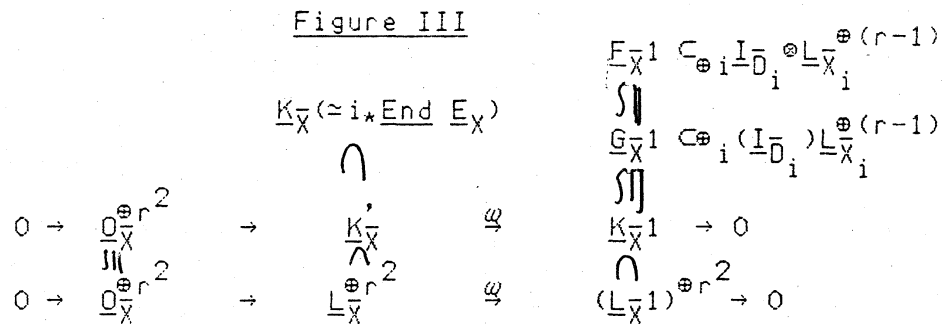 Figure III
F_X̄1 ⊂ ⊕_i I_D̄_i ⊗ L_X̄_i^⊕(r-1)
K_X̄(≃i_* End E_X)
G_X̄1 ⊂ ⊕_i (I_D̄_i) L_X̄_i^⊕(r-1)
0 → O_X̄^⊕r² → K'_X̄ →^ω K_X̄1 → 0
0 → O_X̄^⊕r² → L_X̄^⊕r² →^ω (L_X̄1)^⊕r² → 0